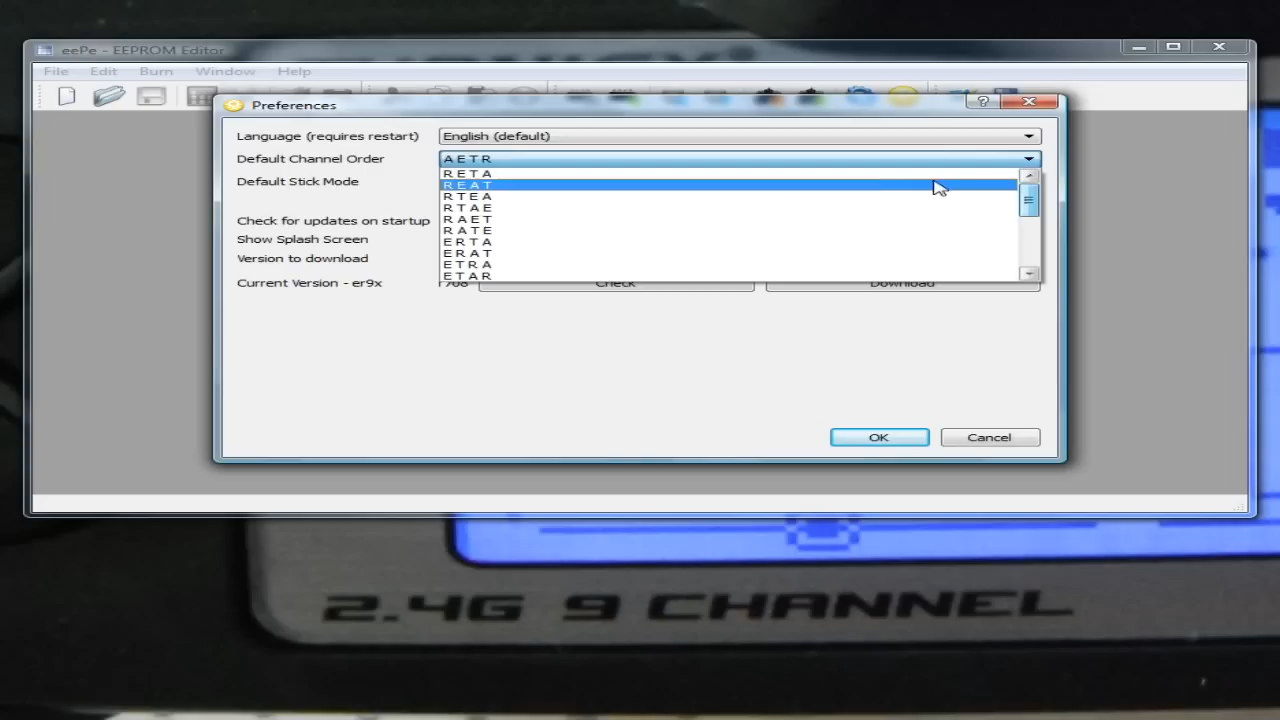 eePe - EEPROM Editor
File Edit Burn Window Help
Preferences
Language (requires restart) English (default)
Default Channel Order A E T R
R E T A
Default Stick Mode R E A T
R T E A
R T A E
Check for updates on startup R A E T
R A T E
Show Splash Screen E R T A
E R A T
Version to download E T R A
E T A R
Current Version - er9x r768 Check Download
OK Cancel
2.4G 9 CHANNEL